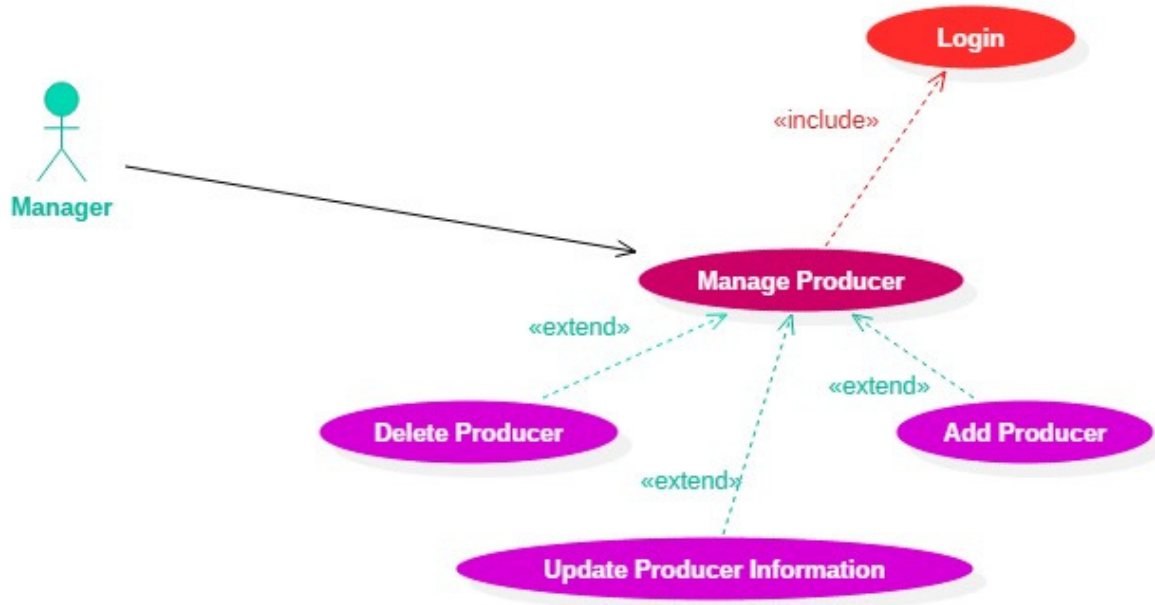 Login
«include»
Manager
Manage Producer
«extend»
«extend»
Delete Producer
Add Producer
«extend»
Update Producer Information